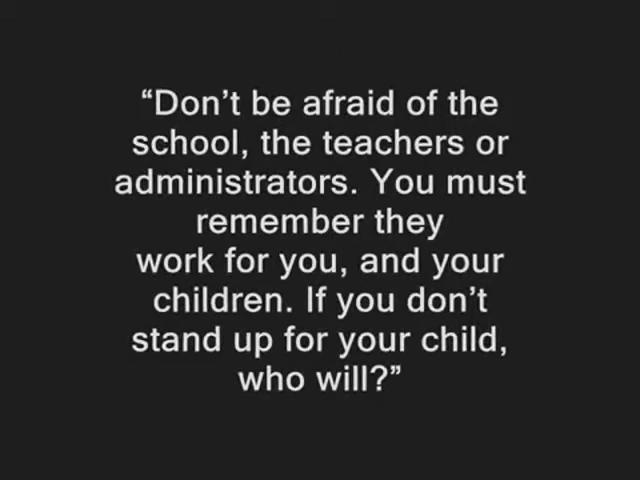 “Don’t be afraid of the
school, the teachers or
administrators. You must
remember they
work for you, and your
children. If you don’t
stand up for your child,
who will?”